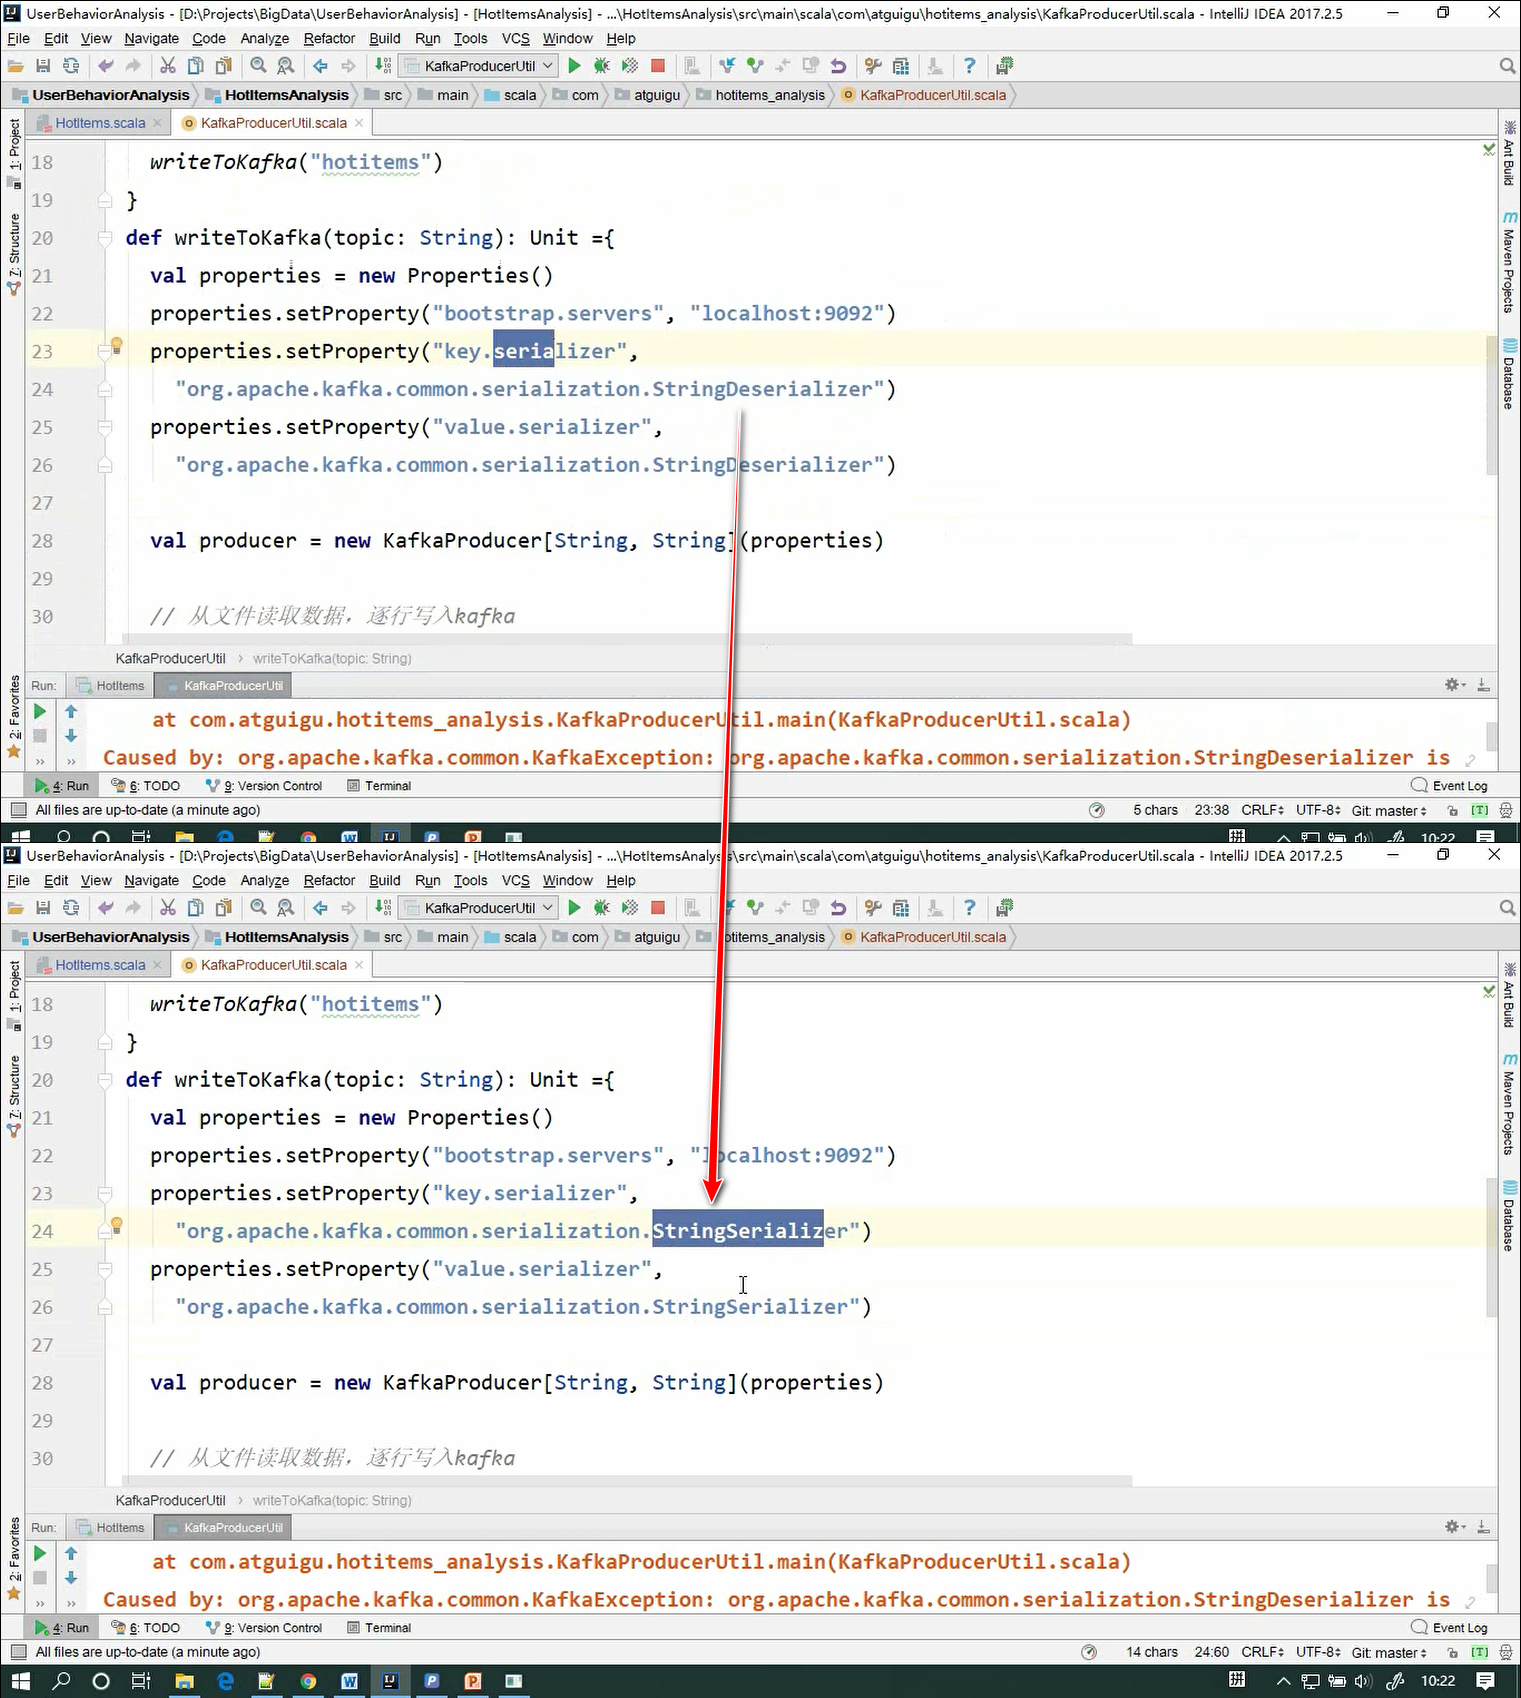 UserBehaviorAnalysis - [D:\Projects\BigData\UserBehaviorAnalysis] - [HotItemsAnalysis] - ...\HotItemsAnalysis\src\main\scala\com\atguigu\hotitems_analysis\KafkaProducerUtil.scala - IntelliJ IDEA 2017.2.5
File Edit View Navigate Code Analyze Refactor Build Run Tools VCS Window Help
KafkaProducerUtil
UserBehaviorAnalysis HotItemsAnalysis src main scala com atguigu hotitems_analysis KafkaProducerUtil.scala
HotItems.scala KafkaProducerUtil.scala
1: Project
7: Structure
2: Favorites
Ant Build
Maven Projects
Database
18 writeToKafka("hotitems")
19 }
20 def writeToKafka(topic: String): Unit ={
21 val properties = new Properties()
22 properties.setProperty("bootstrap.servers", "localhost:9092")
23 properties.setProperty("key.serializer",
24 "org.apache.kafka.common.serialization.StringDeserializer")
25 properties.setProperty("value.serializer",
26 "org.apache.kafka.common.serialization.StringDeserializer")
27
28 val producer = new KafkaProducer[String, String](properties)
29
30 // 从文件读取数据，逐行写入kafka
KafkaProducerUtil › writeToKafka(topic: String)
Run: HotItems KafkaProducerUtil
at com.atguigu.hotitems_analysis.KafkaProducerUtil.main(KafkaProducerUtil.scala)
Caused by: org.apache.kafka.common.KafkaException: org.apache.kafka.common.serialization.StringDeserializer is
4: Run 6: TODO 9: Version Control Terminal Event Log
All files are up-to-date (a minute ago) 5 chars 23:38 CRLF UTF-8 Git: master [T]
拼 10:22
UserBehaviorAnalysis - [D:\Projects\BigData\UserBehaviorAnalysis] - [HotItemsAnalysis] - ...\HotItemsAnalysis\src\main\scala\com\atguigu\hotitems_analysis\KafkaProducerUtil.scala - IntelliJ IDEA 2017.2.5
File Edit View Navigate Code Analyze Refactor Build Run Tools VCS Window Help
KafkaProducerUtil
UserBehaviorAnalysis HotItemsAnalysis src main scala com atguigu hotitems_analysis KafkaProducerUtil.scala
HotItems.scala KafkaProducerUtil.scala
1: Project
7: Structure
2: Favorites
Ant Build
Maven Projects
Database
18 writeToKafka("hotitems")
19 }
20 def writeToKafka(topic: String): Unit ={
21 val properties = new Properties()
22 properties.setProperty("bootstrap.servers", "localhost:9092")
23 properties.setProperty("key.serializer",
24 "org.apache.kafka.common.serialization.StringSerializer")
25 properties.setProperty("value.serializer",
26 "org.apache.kafka.common.serialization.StringSerializer")
27
28 val producer = new KafkaProducer[String, String](properties)
29
30 // 从文件读取数据，逐行写入kafka
KafkaProducerUtil › writeToKafka(topic: String)
Run: HotItems KafkaProducerUtil
at com.atguigu.hotitems_analysis.KafkaProducerUtil.main(KafkaProducerUtil.scala)
Caused by: org.apache.kafka.common.KafkaException: org.apache.kafka.common.serialization.StringDeserializer is
4: Run 6: TODO 9: Version Control Terminal Event Log
All files are up-to-date (a minute ago) 14 chars 24:60 CRLF UTF-8 Git: master [T]
拼 10:22